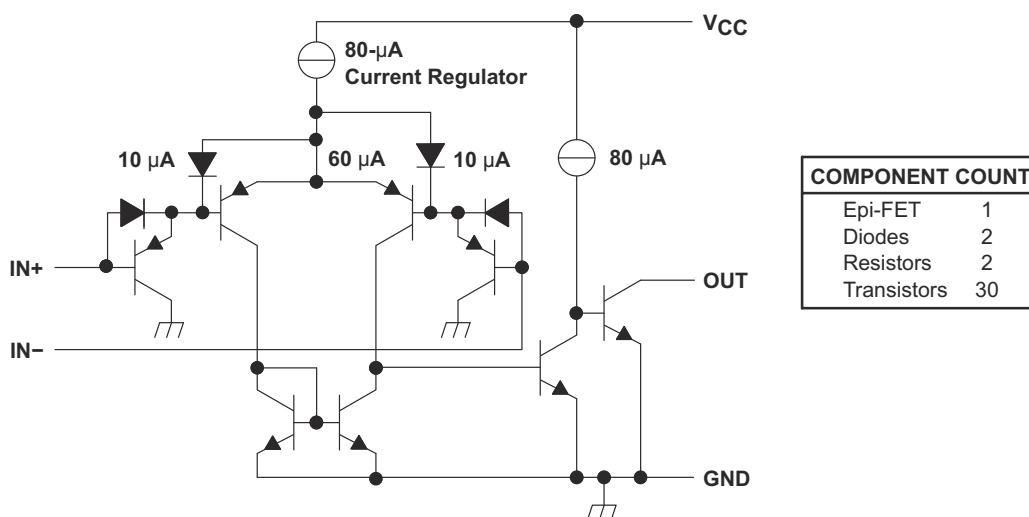 V_CC
80-µA
Current Regulator
10 µA
60 µA
10 µA
80 µA
IN+
OUT
IN−
GND
COMPONENT COUNT
Epi-FET 1
Diodes 2
Resistors 2
Transistors 30